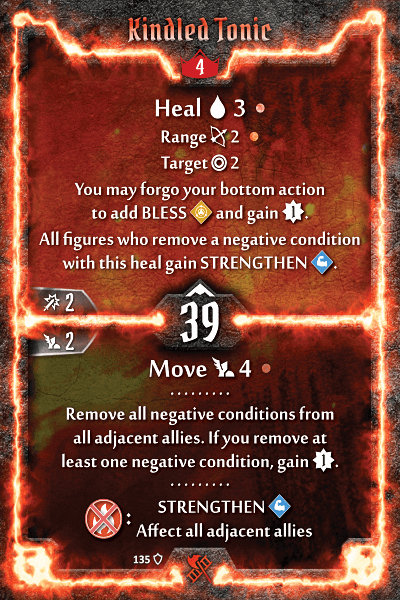 Kindled Tonic
4
Heal 3
Range 2
Target 2
You may forgo your bottom action
to add BLESS and gain 1.
All figures who remove a negative condition
with this heal gain STRENGTHEN.
2
39
2
Move 4
Remove all negative conditions from
all adjacent allies. If you remove at
least one negative condition, gain 1.
: STRENGTHEN
Affect all adjacent allies
135